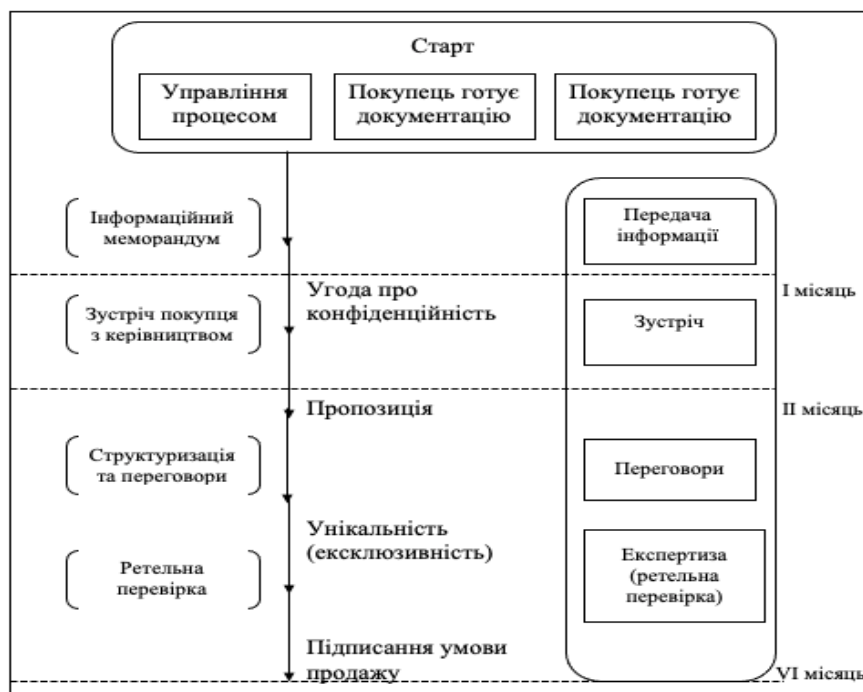 Старт
Управління
процесом
Покупець готує
документацію
Покупець готує
документацію
Інформаційний
меморандум
Передача
інформації
Угода про
конфіденційність
I місяць
Зустріч покупця
з керівництвом
Зустріч
Пропозиція
II місяць
Структуризація
та переговори
Переговори
Унікальність
(ексклюзивність)
Ретельна
перевірка
Експертиза
(ретельна
перевірка)
Підписання умови
продажу
VI місяць